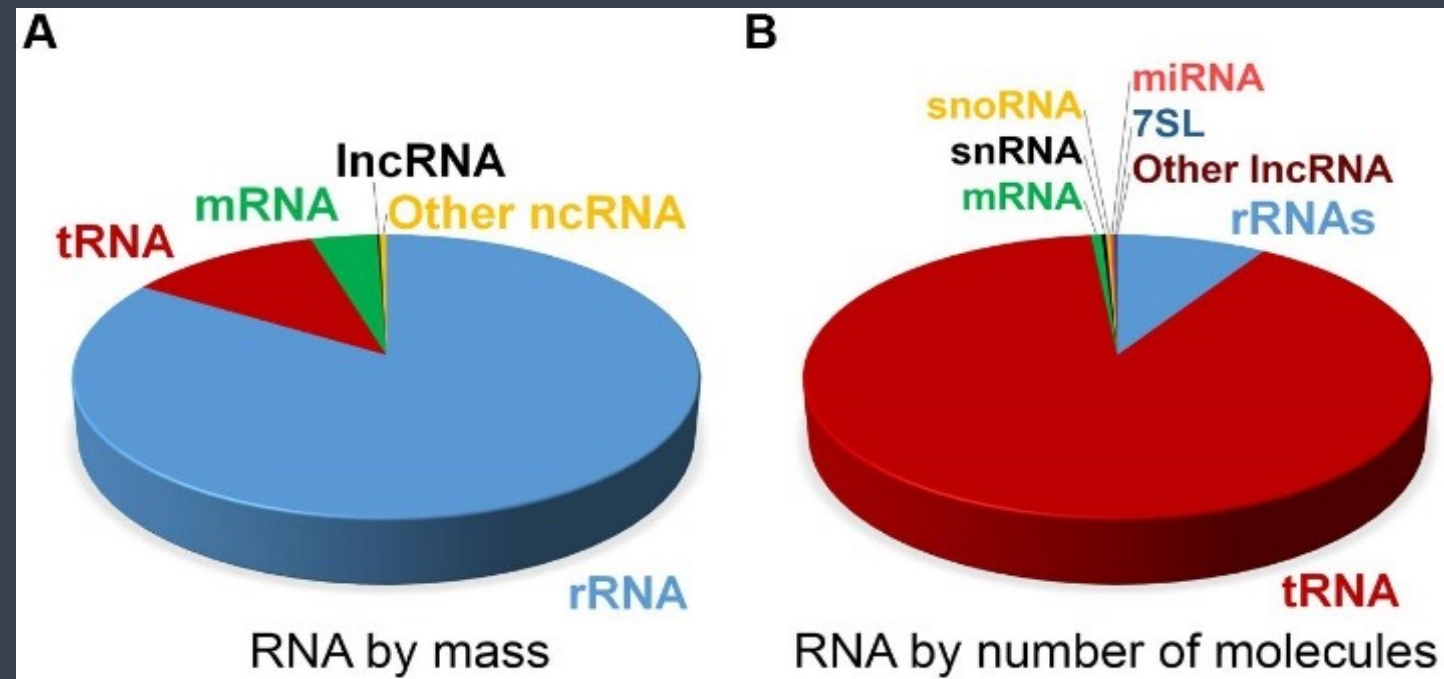 A
lncRNA
mRNA
Other ncRNA
tRNA
rRNA
RNA by mass
B
miRNA
snoRNA
7SL
snRNA
Other lncRNA
mRNA
rRNAs
tRNA
RNA by number of molecules